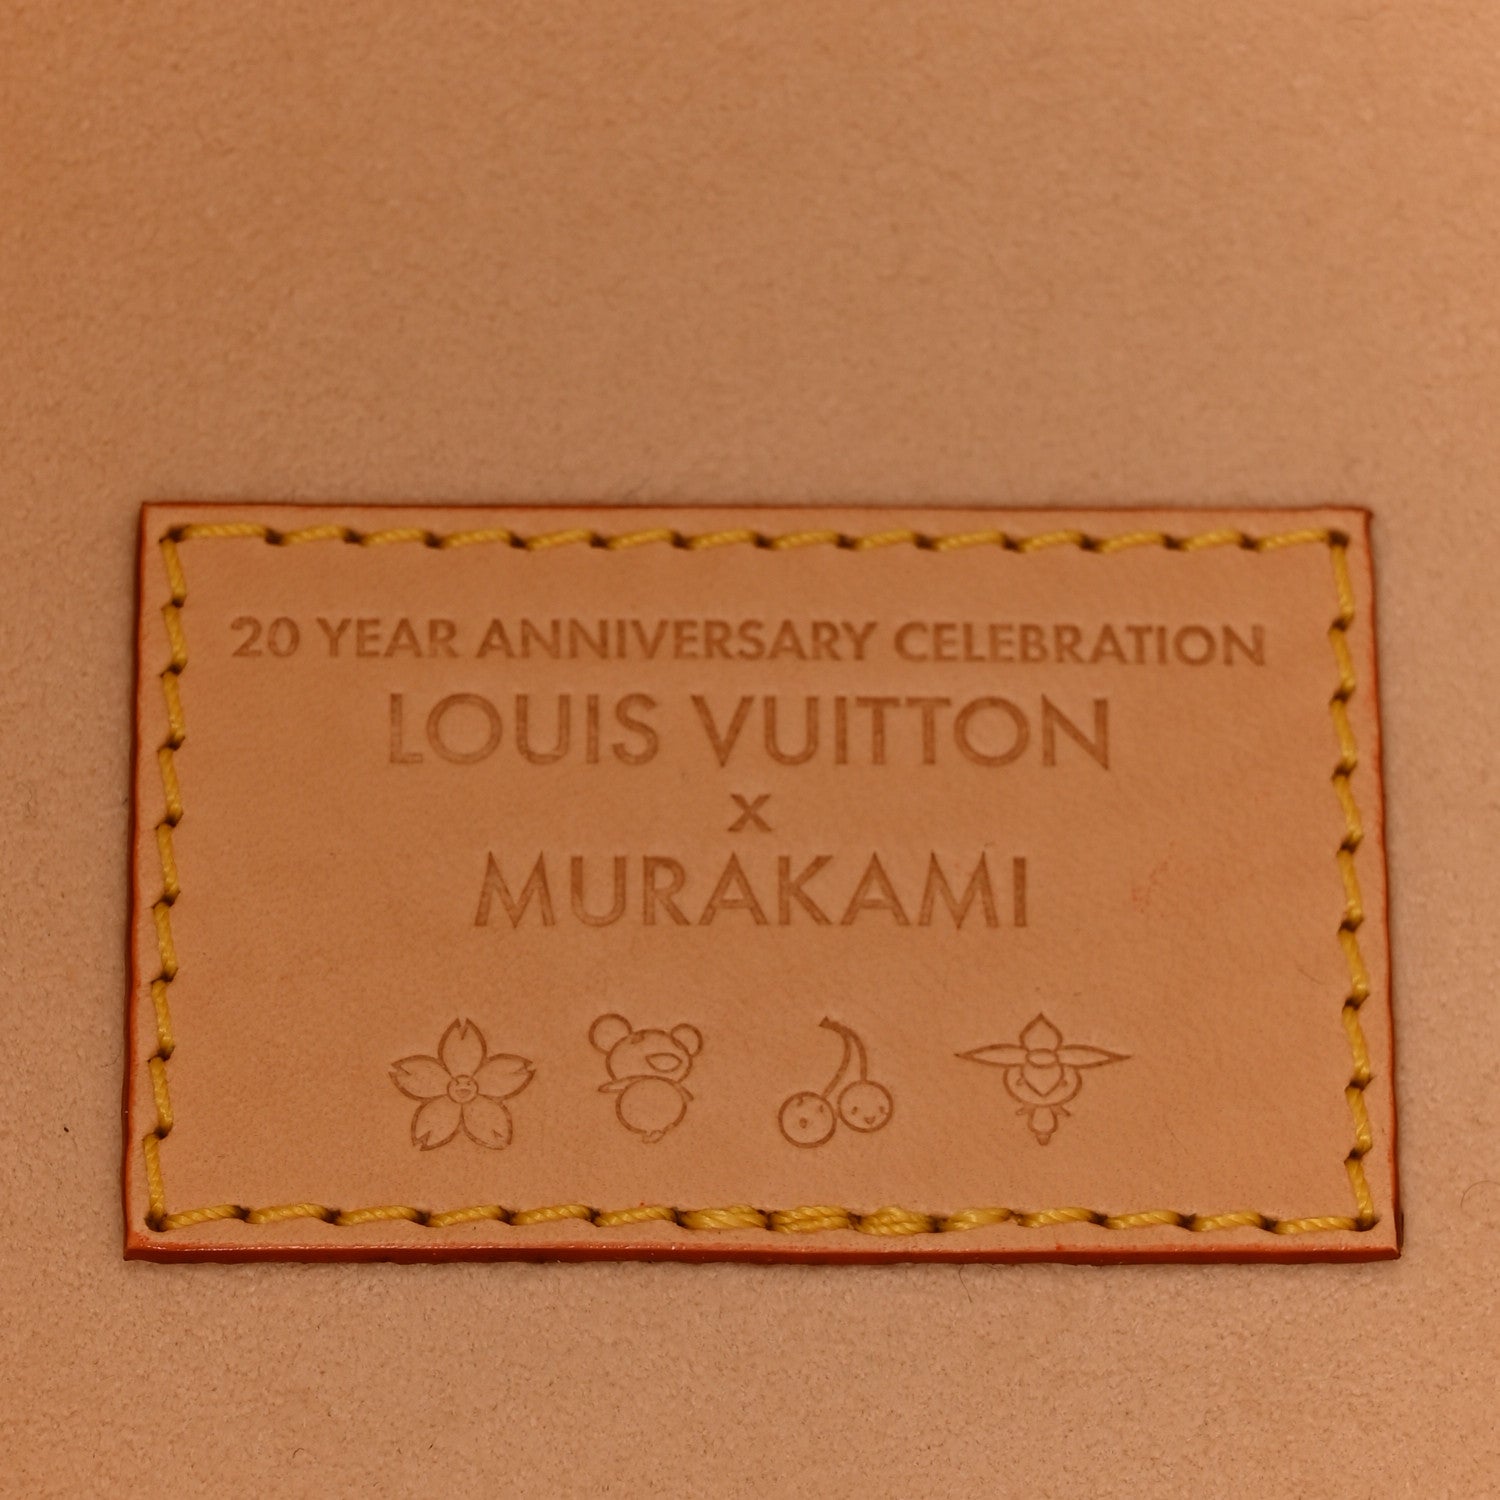 20 YEAR ANNIVERSARY CELEBRATION
LOUIS VUITTON
x
MURAKAMI